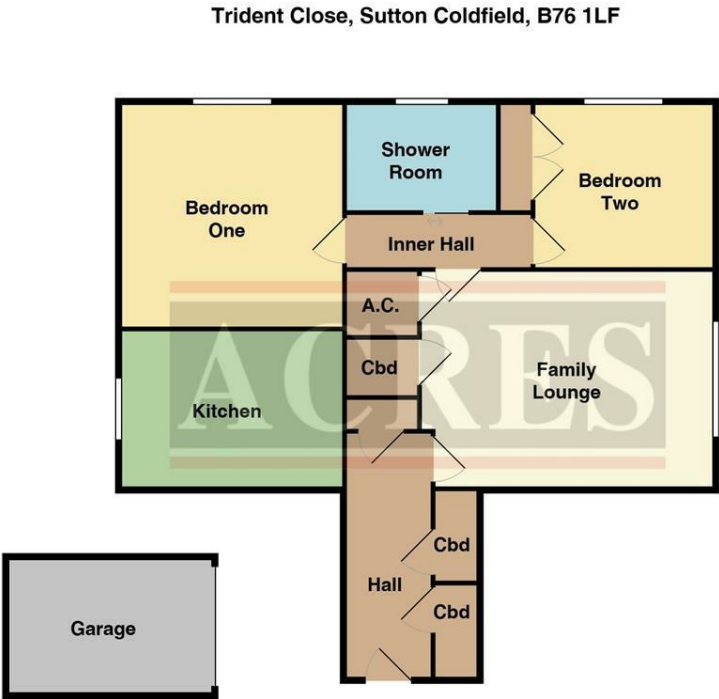 Trident Close, Sutton Coldfield, B76 1LF
Shower
Room
Bedroom
Two
Bedroom
One
Inner Hall
A.C.
ACRES
Cbd
Family
Lounge
Kitchen
Cbd
Hall
Cbd
Garage